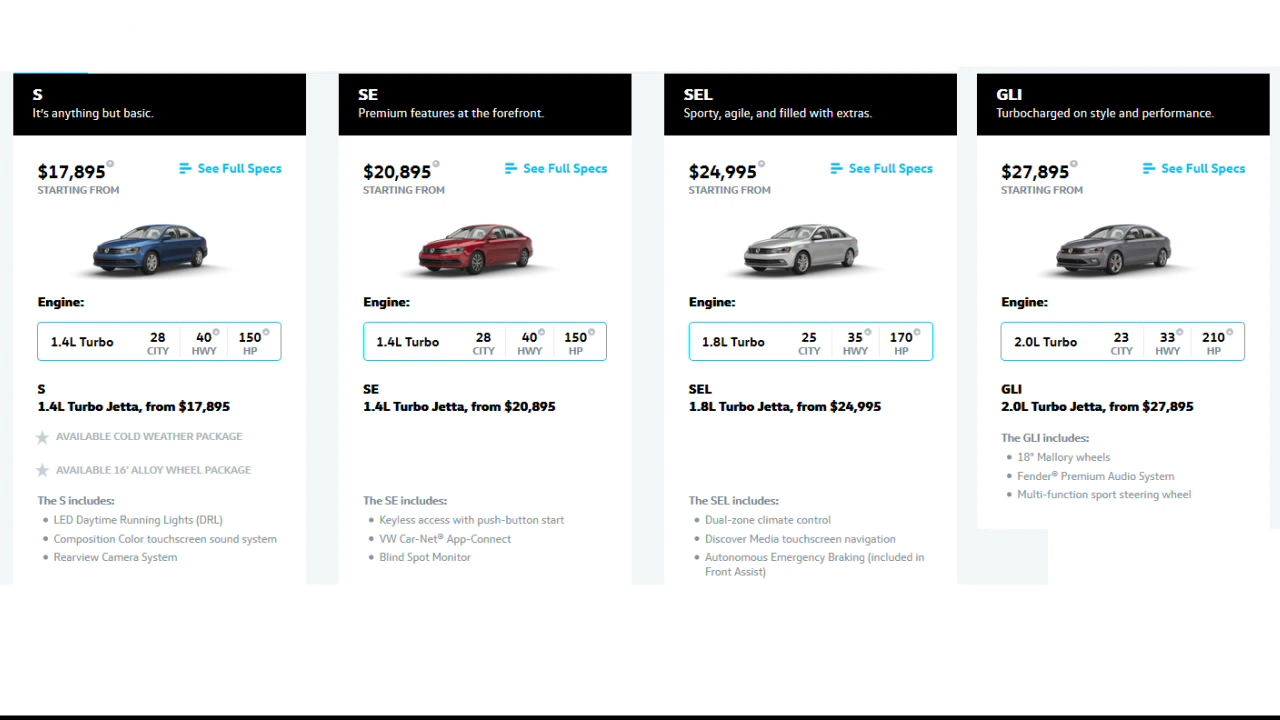 S
It's anything but basic.
$17,895
See Full Specs
STARTING FROM
Engine:
1.4L Turbo
28
CITY
40
HWY
150
HP
S
1.4L Turbo Jetta, from $17,895
AVAILABLE COLD WEATHER PACKAGE
AVAILABLE 16' ALLOY WHEEL PACKAGE
The S includes:
• LED Daytime Running Lights (DRL)
• Composition Color touchscreen sound system
• Rearview Camera System
SE
Premium features at the forefront.
$20,895
See Full Specs
STARTING FROM
Engine:
1.4L Turbo
28
CITY
40
HWY
150
HP
SE
1.4L Turbo Jetta, from $20,895
The SE includes:
• Keyless access with push-button start
• VW Car-Net® App-Connect
• Blind Spot Monitor
SEL
Sporty, agile, and filled with extras.
$24,995
See Full Specs
STARTING FROM
Engine:
1.8L Turbo
25
CITY
35
HWY
170
HP
SEL
1.8L Turbo Jetta, from $24,995
The SEL includes:
• Dual-zone climate control
• Discover Media touchscreen navigation
• Autonomous Emergency Braking (included in
Front Assist)
GLI
Turbocharged on style and performance.
$27,895
See Full Specs
STARTING FROM
Engine:
2.0L Turbo
23
CITY
33
HWY
210
HP
GLI
2.0L Turbo Jetta, from $27,895
The GLI includes:
• 18" Mallory wheels
• Fender® Premium Audio System
• Multi-function sport steering wheel